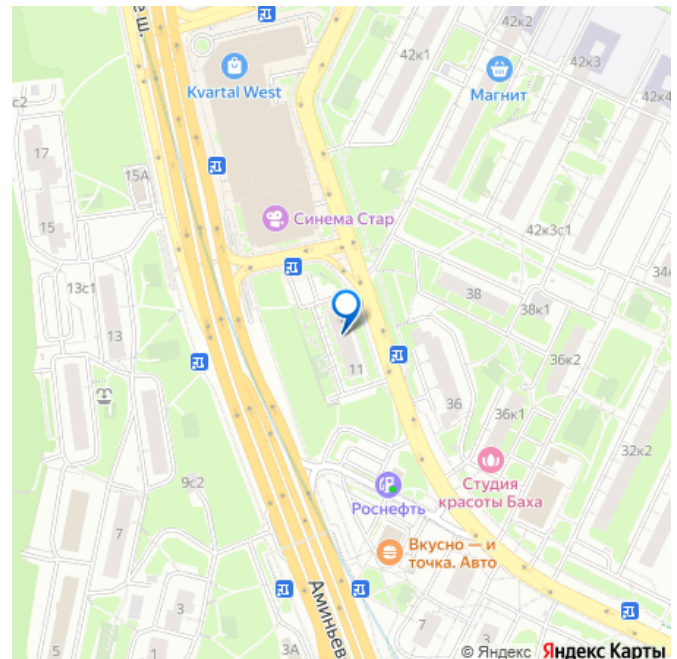 е ш.
Kvartal West
42к2
42к1
42к3
Магнит
42к4
с2
17
15А
Синема Стар
15
42к3с1
34
13с1
38
38к1
13
11
36к2
36
36к1
32к2
Студия
красоты Баха
9с2
Роснефть
7
Вкусно — и
точка. Авто
Аминьев
3
5
1
3А
7
3
© Яндекс Яндекс Карты